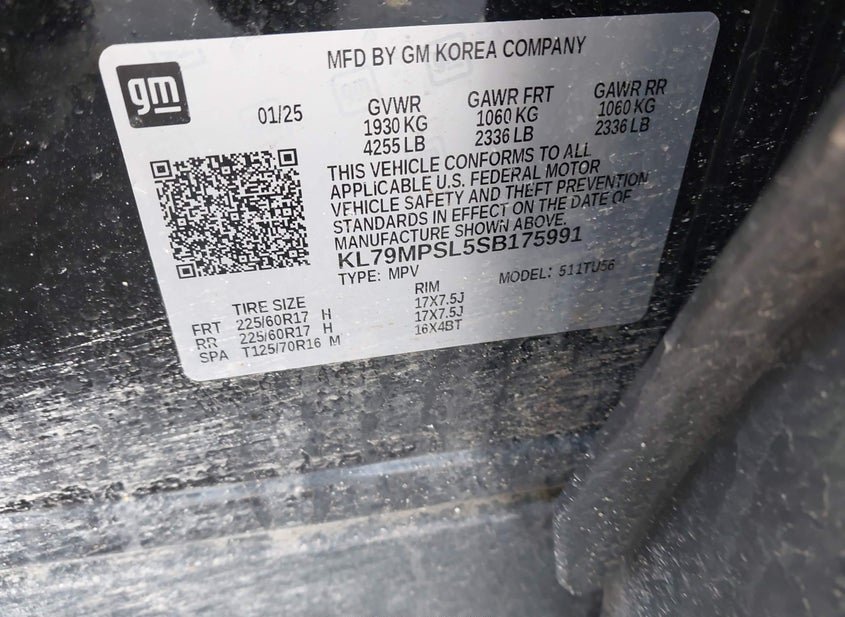 MFD BY GM KOREA COMPANY
gm
01/25
GVWR
1930 KG
4255 LB
GAWR FRT
1060 KG
2336 LB
GAWR RR
1060 KG
2336 LB
THIS VEHICLE CONFORMS TO ALL
APPLICABLE U.S. FEDERAL MOTOR
VEHICLE SAFETY AND THEFT PREVENTION
STANDARDS IN EFFECT ON THE DATE OF
MANUFACTURE SHOWN ABOVE.
KL79MPSL5SB175991
TYPE: MPV
MODEL: 511TU56
TIRE SIZE RIM
FRT 225/60R17 H 17X7.5J
RR 225/60R17 H 17X7.5J
SPA T125/70R16 M 16X4BT